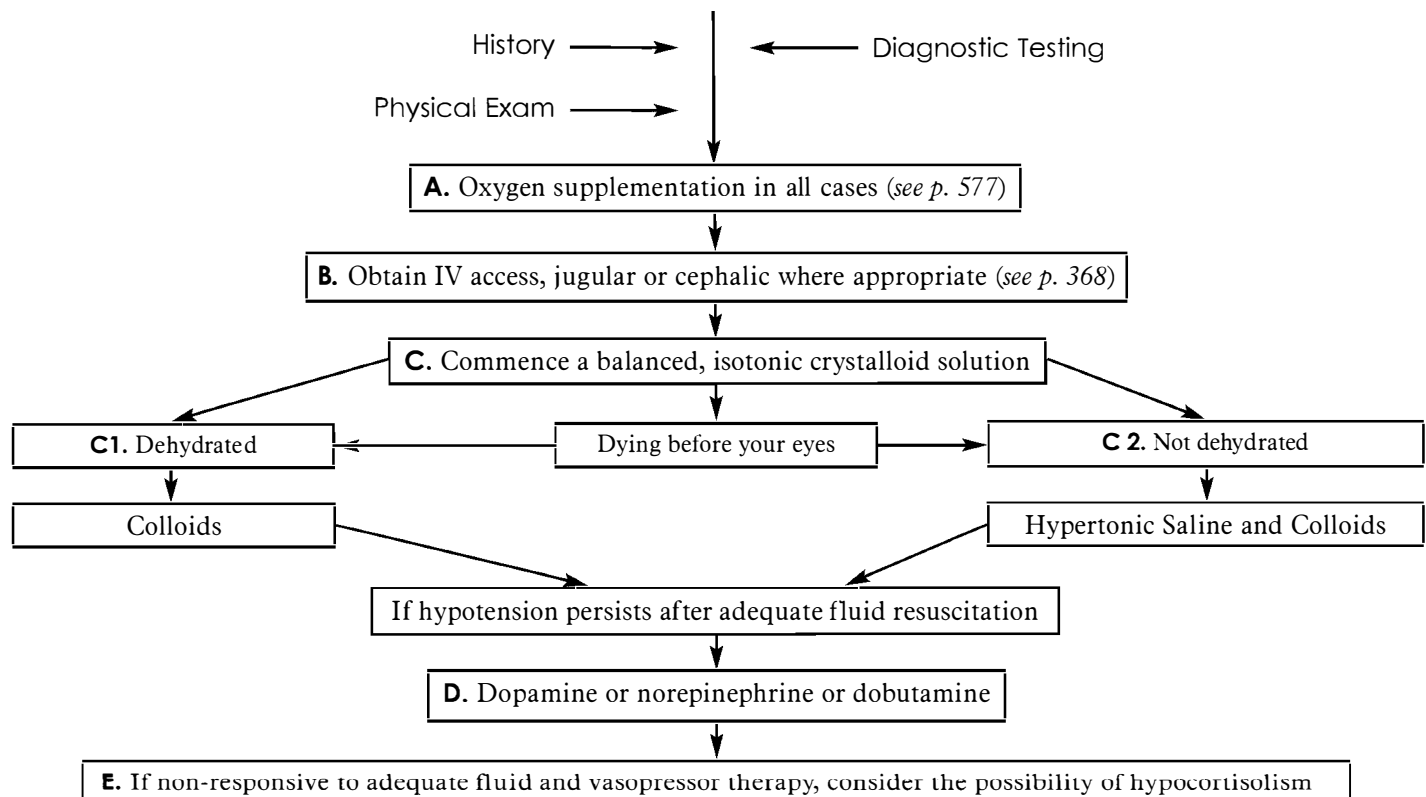 History
Diagnostic Testing
Physical Exam
A. Oxygen supplementation in all cases (see p. 577)
B. Obtain IV access, jugular or cephalic where appropriate (see p. 368)
C. Commence a balanced, isotonic crystalloid solution
C1. Dehydrated
Dying before your eyes
C 2. Not dehydrated
Colloids
Hypertonic Saline and Colloids
If hypotension persists after adequate fluid resuscitation
D. Dopamine or norepinephrine or dobutamine
E. If non-responsive to adequate fluid and vasopressor therapy, consider the possibility of hypocortisolism